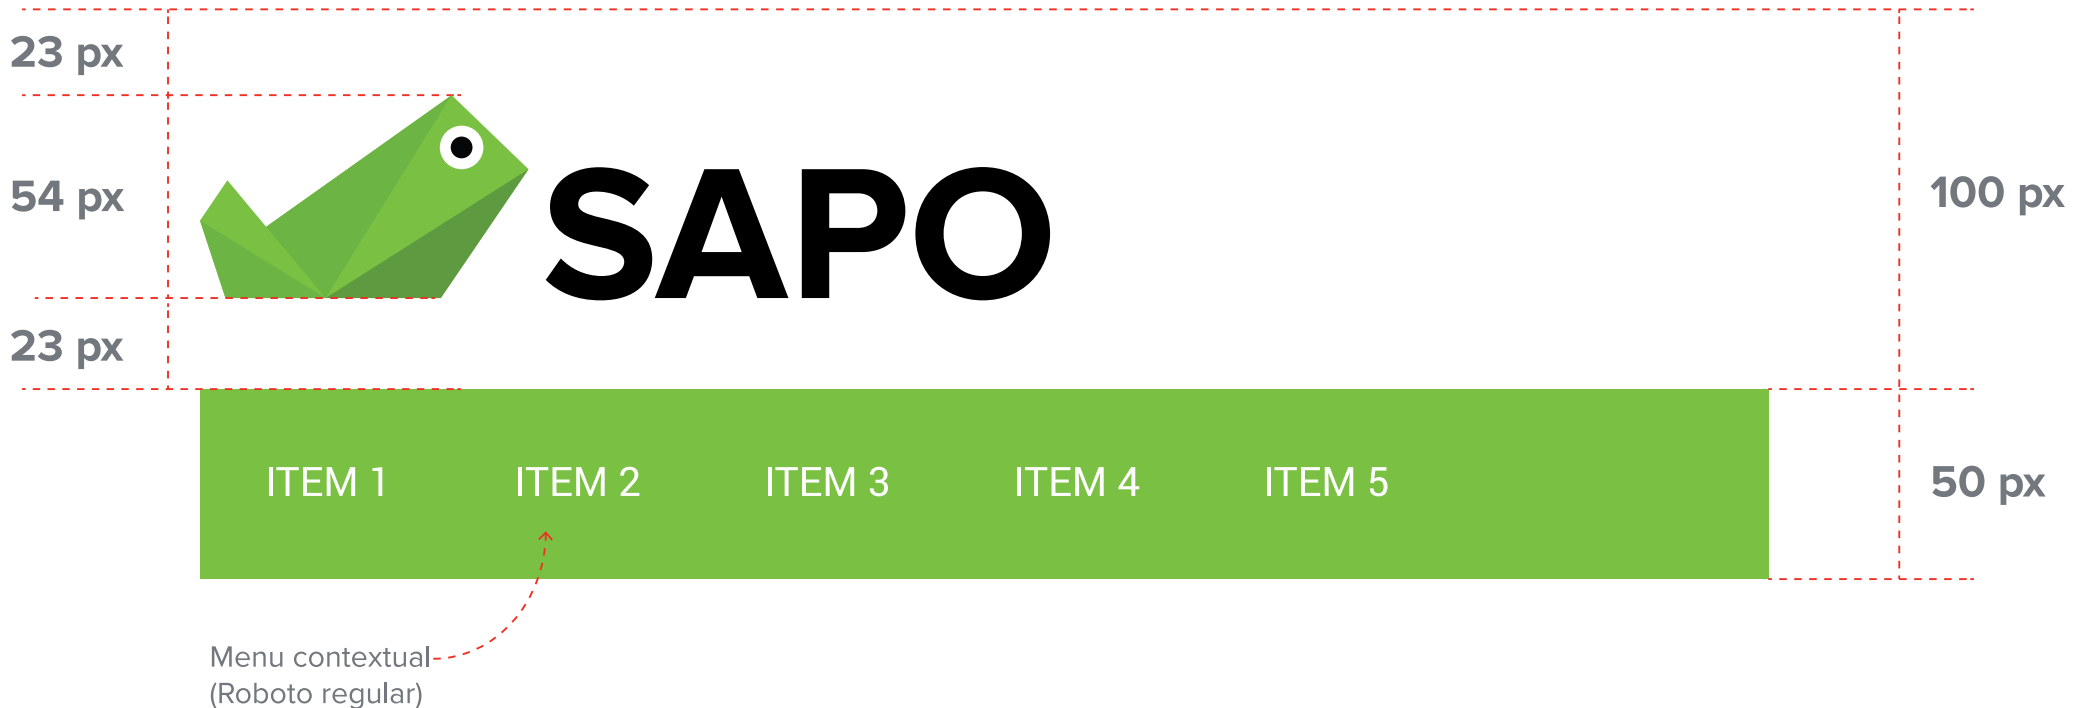 23 px
54 px
SAPO
100 px
23 px
ITEM 1 ITEM 2 ITEM 3 ITEM 4 ITEM 5
50 px
Menu contextual
(Roboto regular)